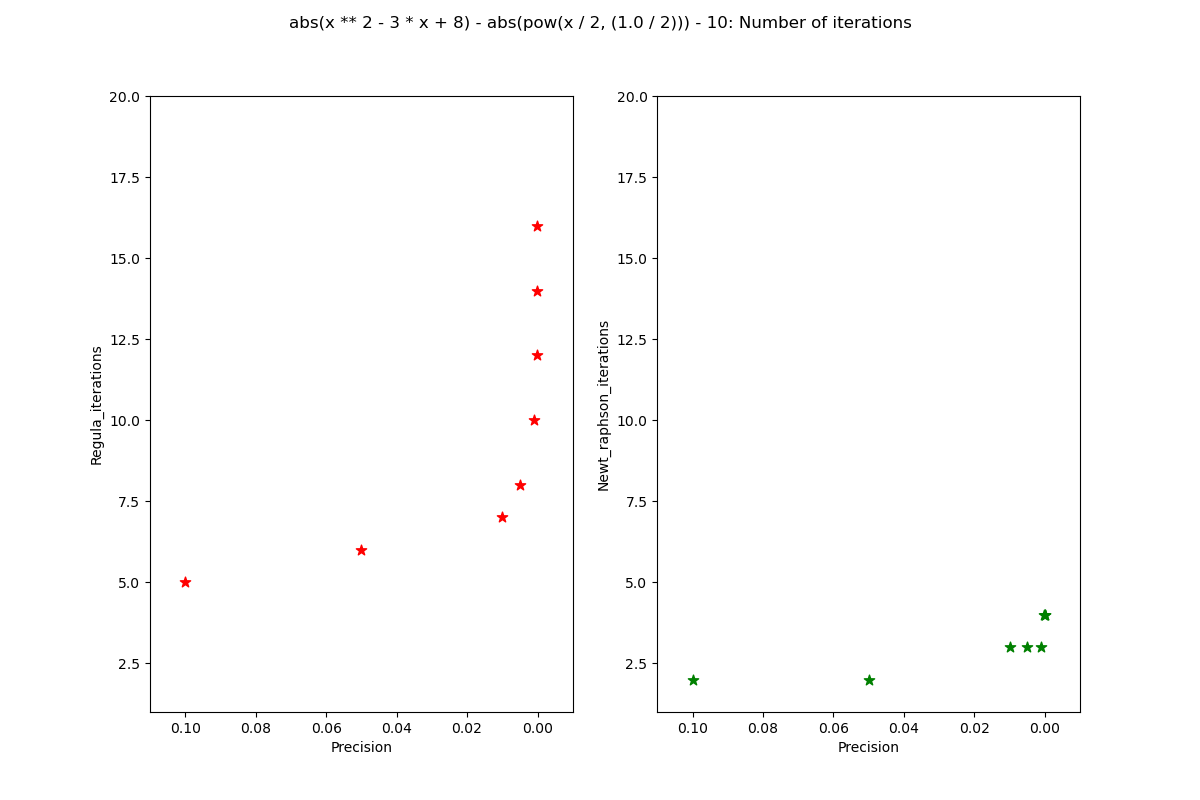 abs(x ** 2 - 3 * x + 8) - abs(pow(x / 2, (1.0 / 2))) - 10: Number of iterations
20.0
17.5
15.0
12.5
10.0
7.5
5.0
2.5
Regula_iterations
0.10 0.08 0.06 0.04 0.02 0.00
Precision
20.0
17.5
15.0
12.5
10.0
7.5
5.0
2.5
Newt_raphson_iterations
0.10 0.08 0.06 0.04 0.02 0.00
Precision